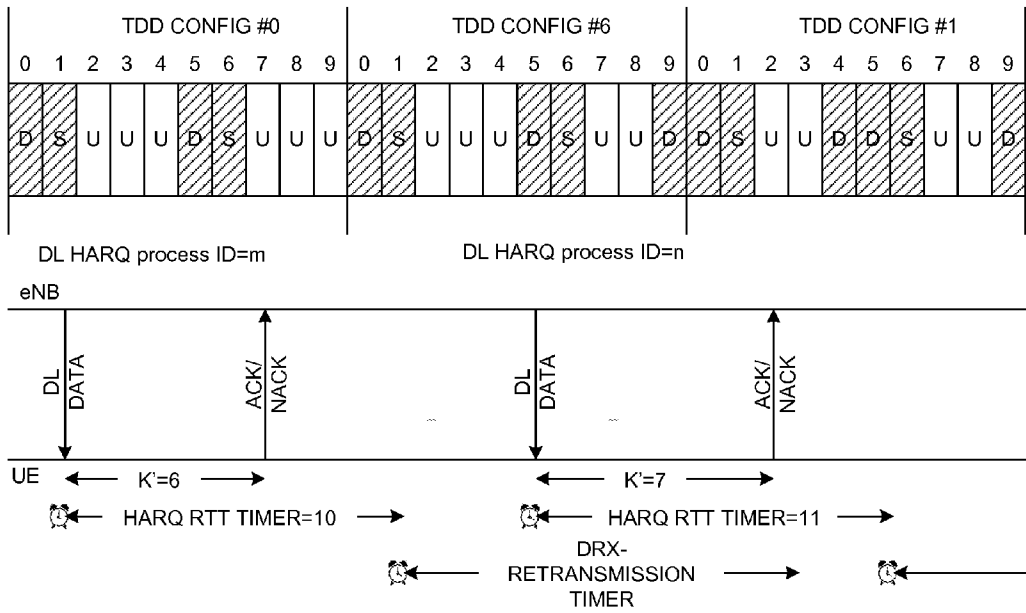 TDD CONFIG #0 TDD CONFIG #6 TDD CONFIG #1
0 1 2 3 4 5 6 7 8 9 0 1 2 3 4 5 6 7 8 9 0 1 2 3 4 5 6 7 8 9
D S U U U D S U U U D S U U U D S U U D D S U U D D S U U D
DL HARQ process ID=m DL HARQ process ID=n
eNB
DL
DATA
ACK/
NACK
DL
DATA
ACK/
NACK
UE
K'=6 K'=7
HARQ RTT TIMER=10 HARQ RTT TIMER=11
DRX-
RETRANSMISSION
TIMER